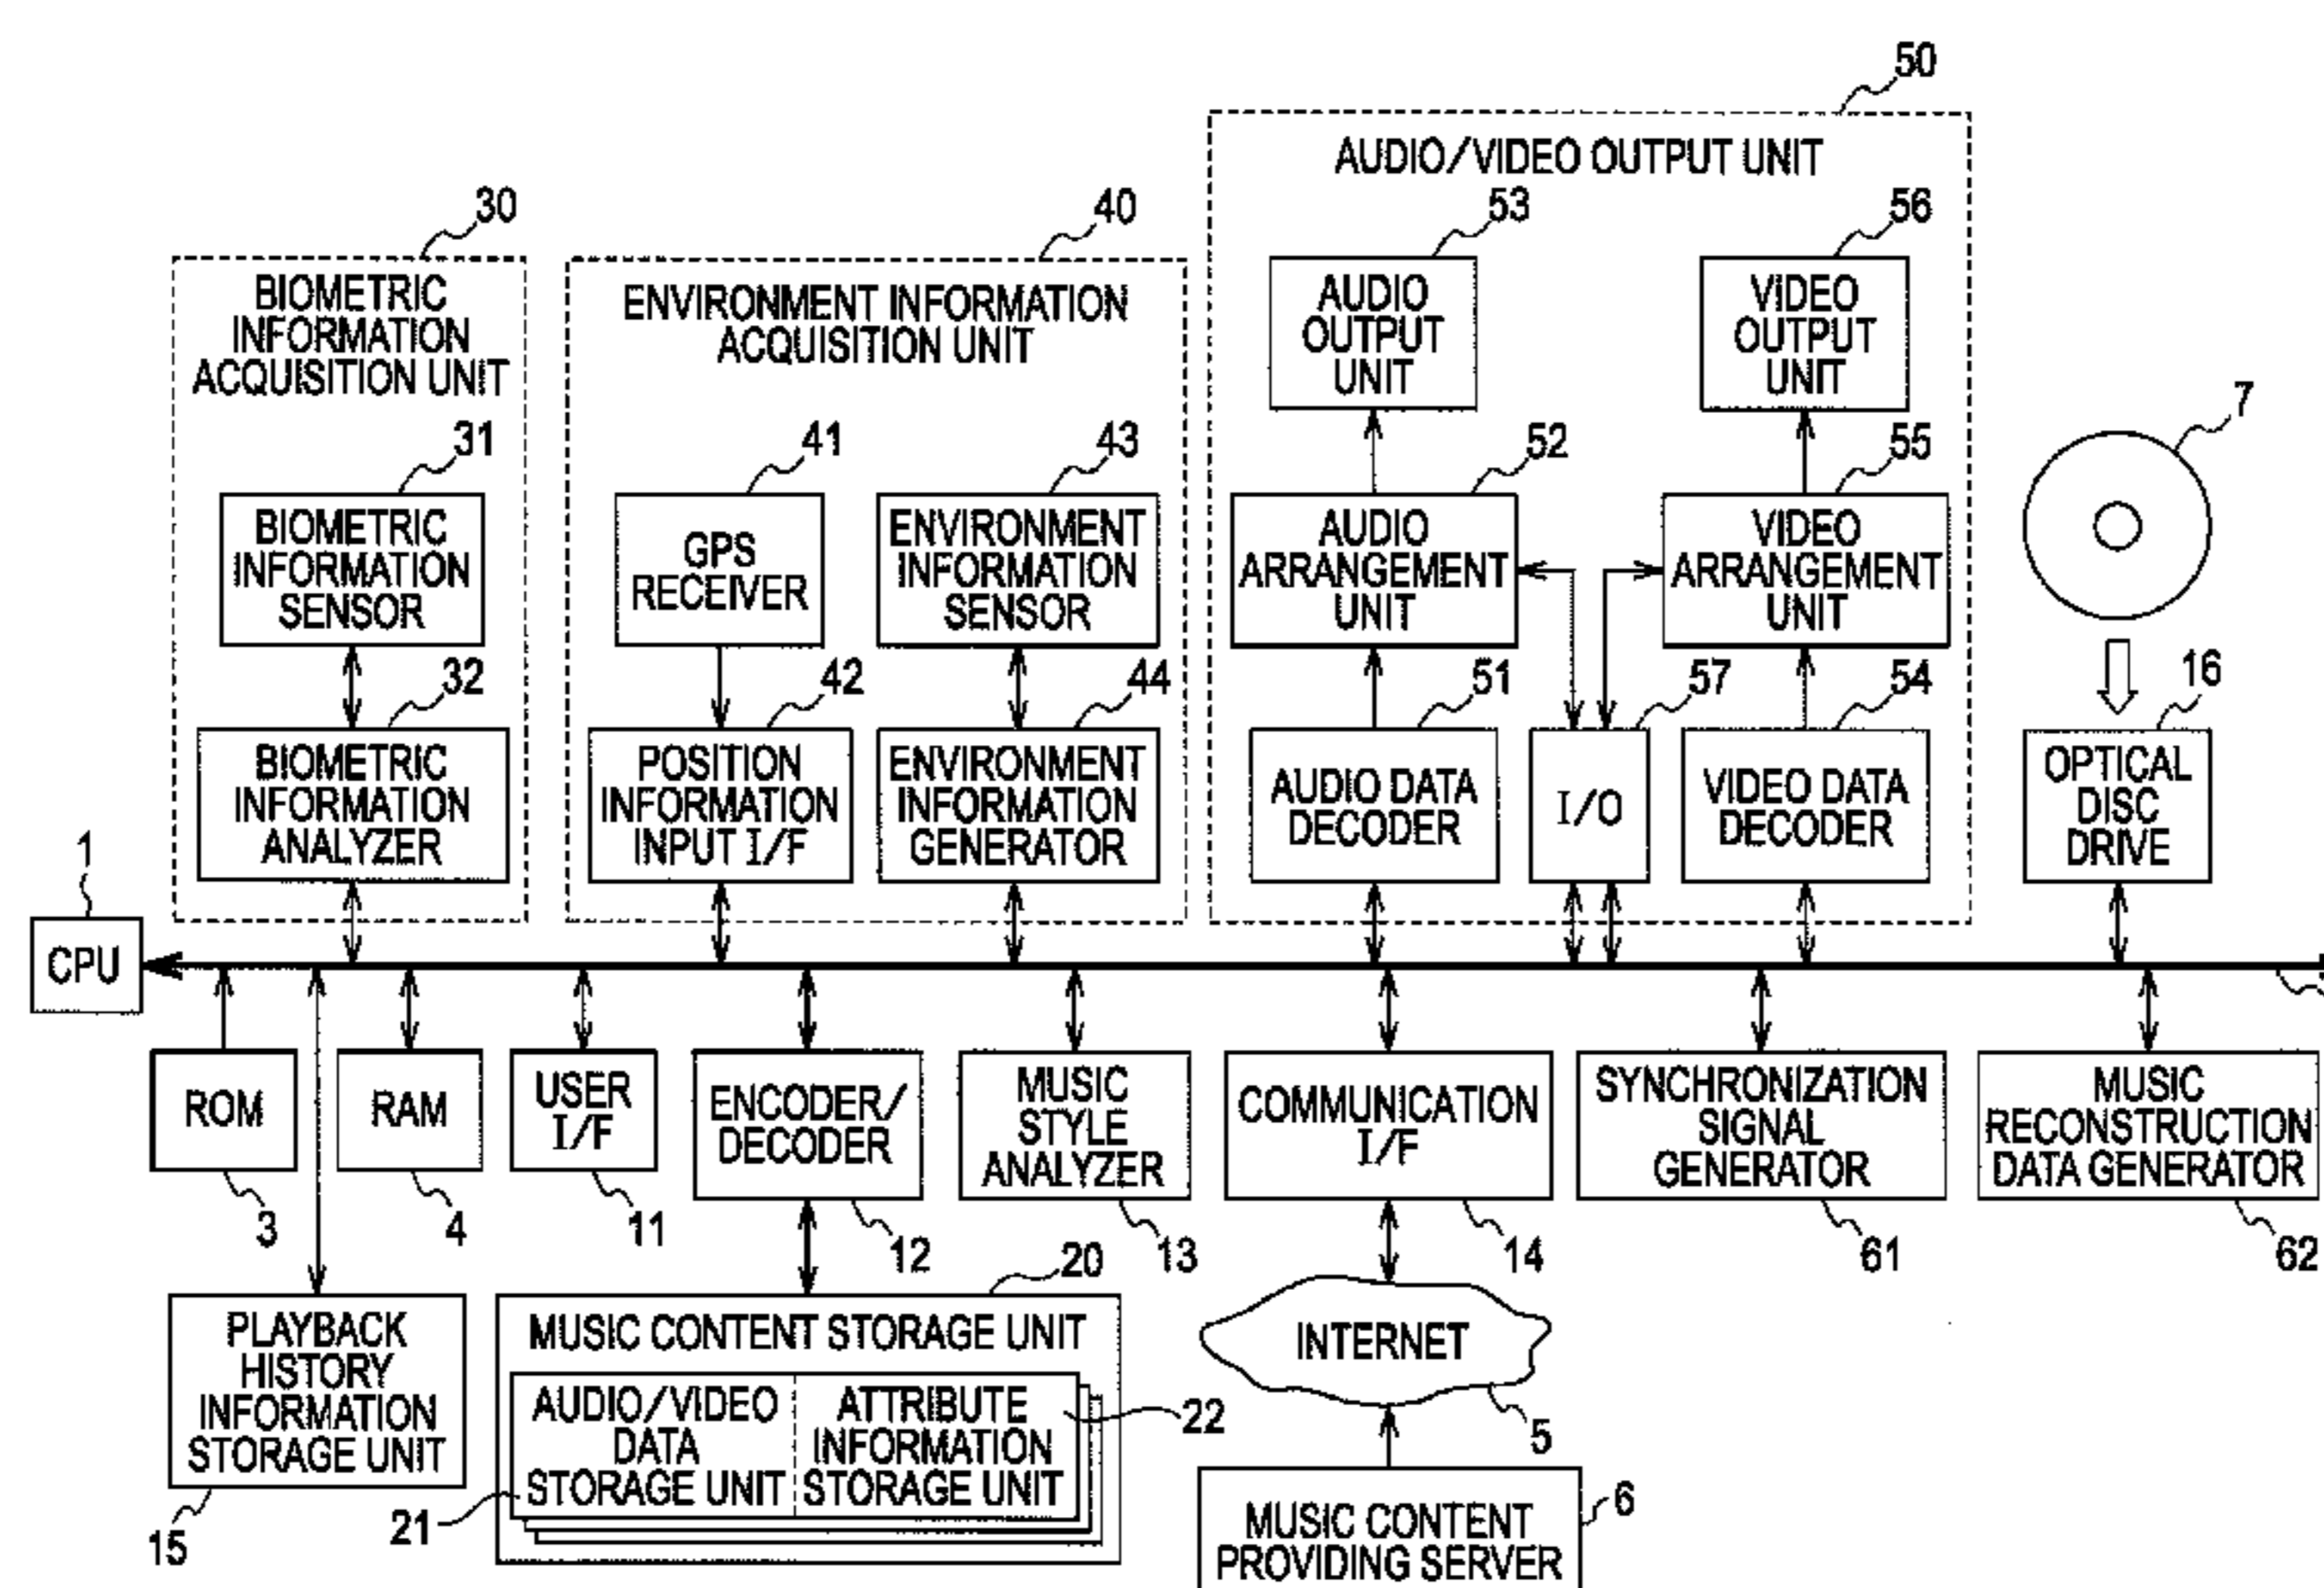 50
AUDIO/VIDEO OUTPUT UNIT
30
40
53
56
BIOMETRIC
INFORMATION
ACQUISITION UNIT
ENVIRONMENT INFORMATION
ACQUISITION UNIT
AUDIO
OUTPUT
UNIT
VIDEO
OUTPUT
UNIT
7
31
41
43
52
55
BIOMETRIC
INFORMATION
SENSOR
GPS
RECEIVER
ENVIRONMENT
INFORMATION
SENSOR
AUDIO
ARRANGEMENT
UNIT
VIDEO
ARRANGEMENT
UNIT
32
42
44
51
57
54
16
BIOMETRIC
INFORMATION
ANALYZER
POSITION
INFORMATION
INPUT I/F
ENVIRONMENT
INFORMATION
GENERATOR
AUDIO DATA
DECODER
I/O
VIDEO DATA
DECODER
OPTICAL
DISC
DRIVE
1
CPU
ROM
RAM
USER
I/F
ENCODER/
DECODER
MUSIC
STYLE
ANALYZER
COMMUNICATION
I/F
SYNCHRONIZATION
SIGNAL
GENERATOR
MUSIC
RECONSTRUCTION
DATA GENERATOR
3
4
11
12
13
14
61
62
20
PLAYBACK
HISTORY
INFORMATION
STORAGE UNIT
15
MUSIC CONTENT STORAGE UNIT
AUDIO/VIDEO
DATA
STORAGE UNIT
ATTRIBUTE
INFORMATION
STORAGE UNIT
22
21
INTERNET
5
6
MUSIC CONTENT
PROVIDING SERVER